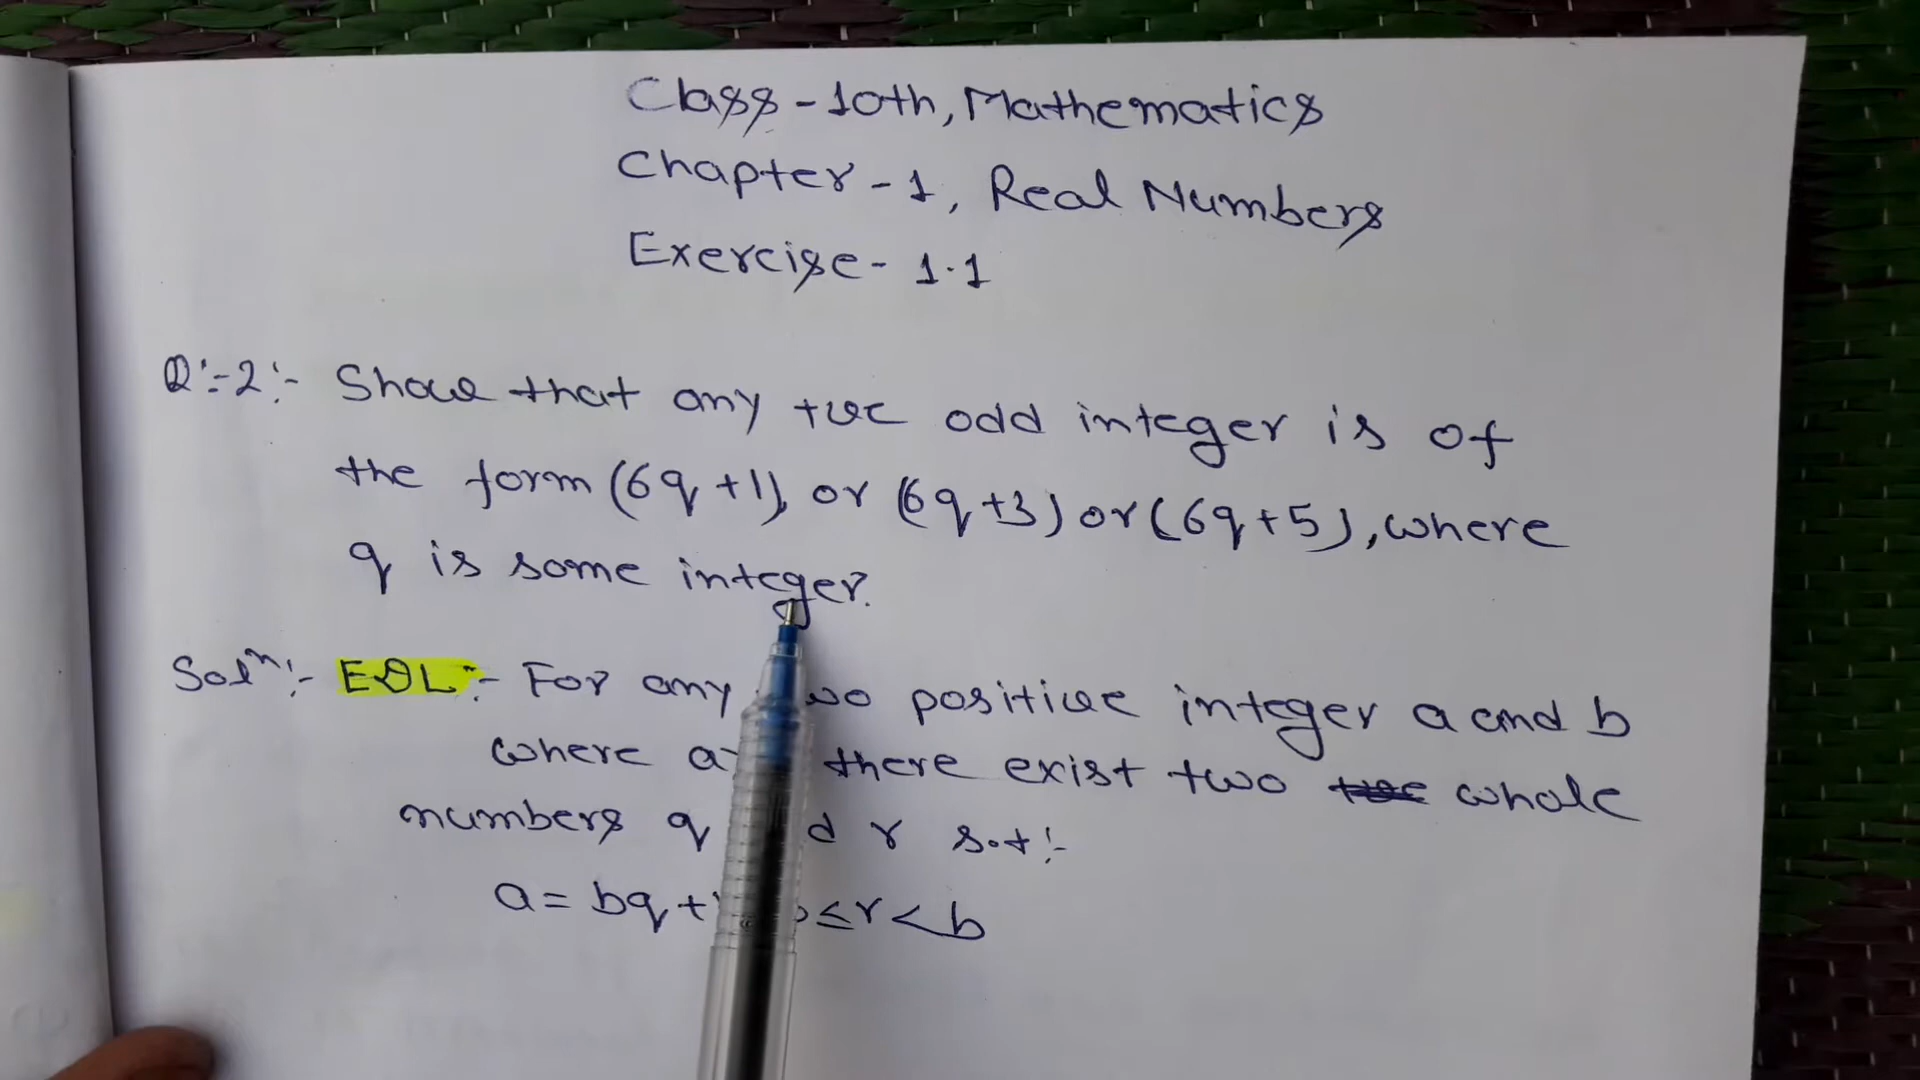 Class-10th, Mathematics
Chapter-1, Real Numbers
Exercise- 1.1
Q:-2:- Show that any +ve odd integer is of
the form (6q+1), or (6q+3) or (6q+5), where
q is some integer.
Solⁿ:- EDL:- For any positive integer a and b
where there exist two whole
numbers q r s.t:-
a= bq+ ≤r<b